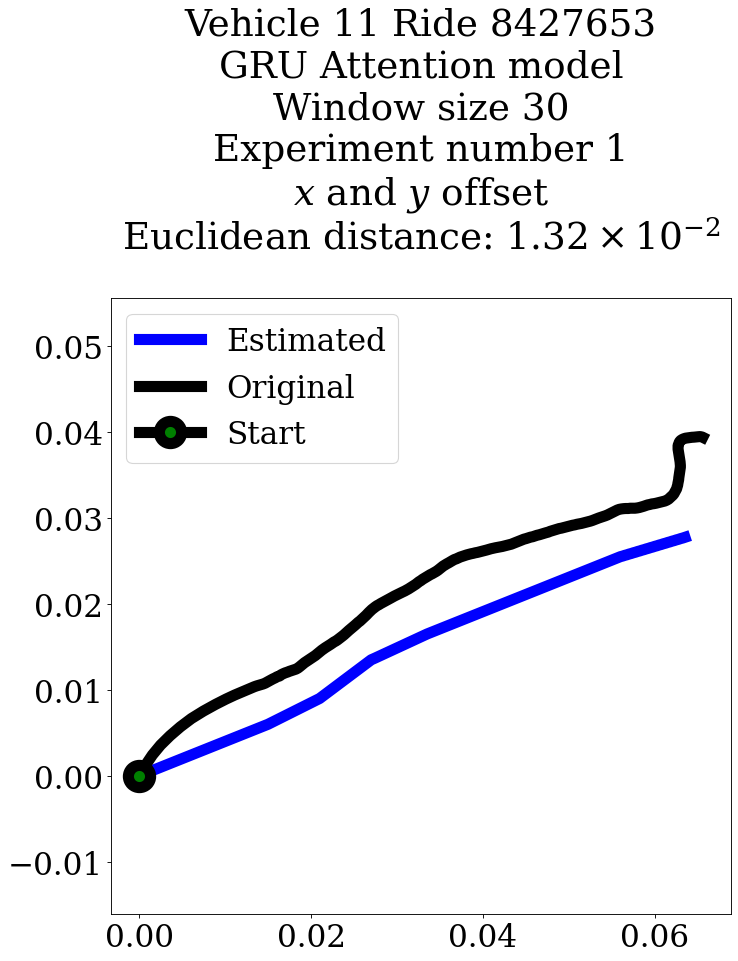 Vehicle 11 Ride 8427653
GRU Attention model
Window size 30
Experiment number 1
x and y offset
Euclidean distance: 1.32 × 10⁻²
Estimated
Original
Start
0.05
0.04
0.03
0.02
0.01
0.00
−0.01
0.00 0.02 0.04 0.06